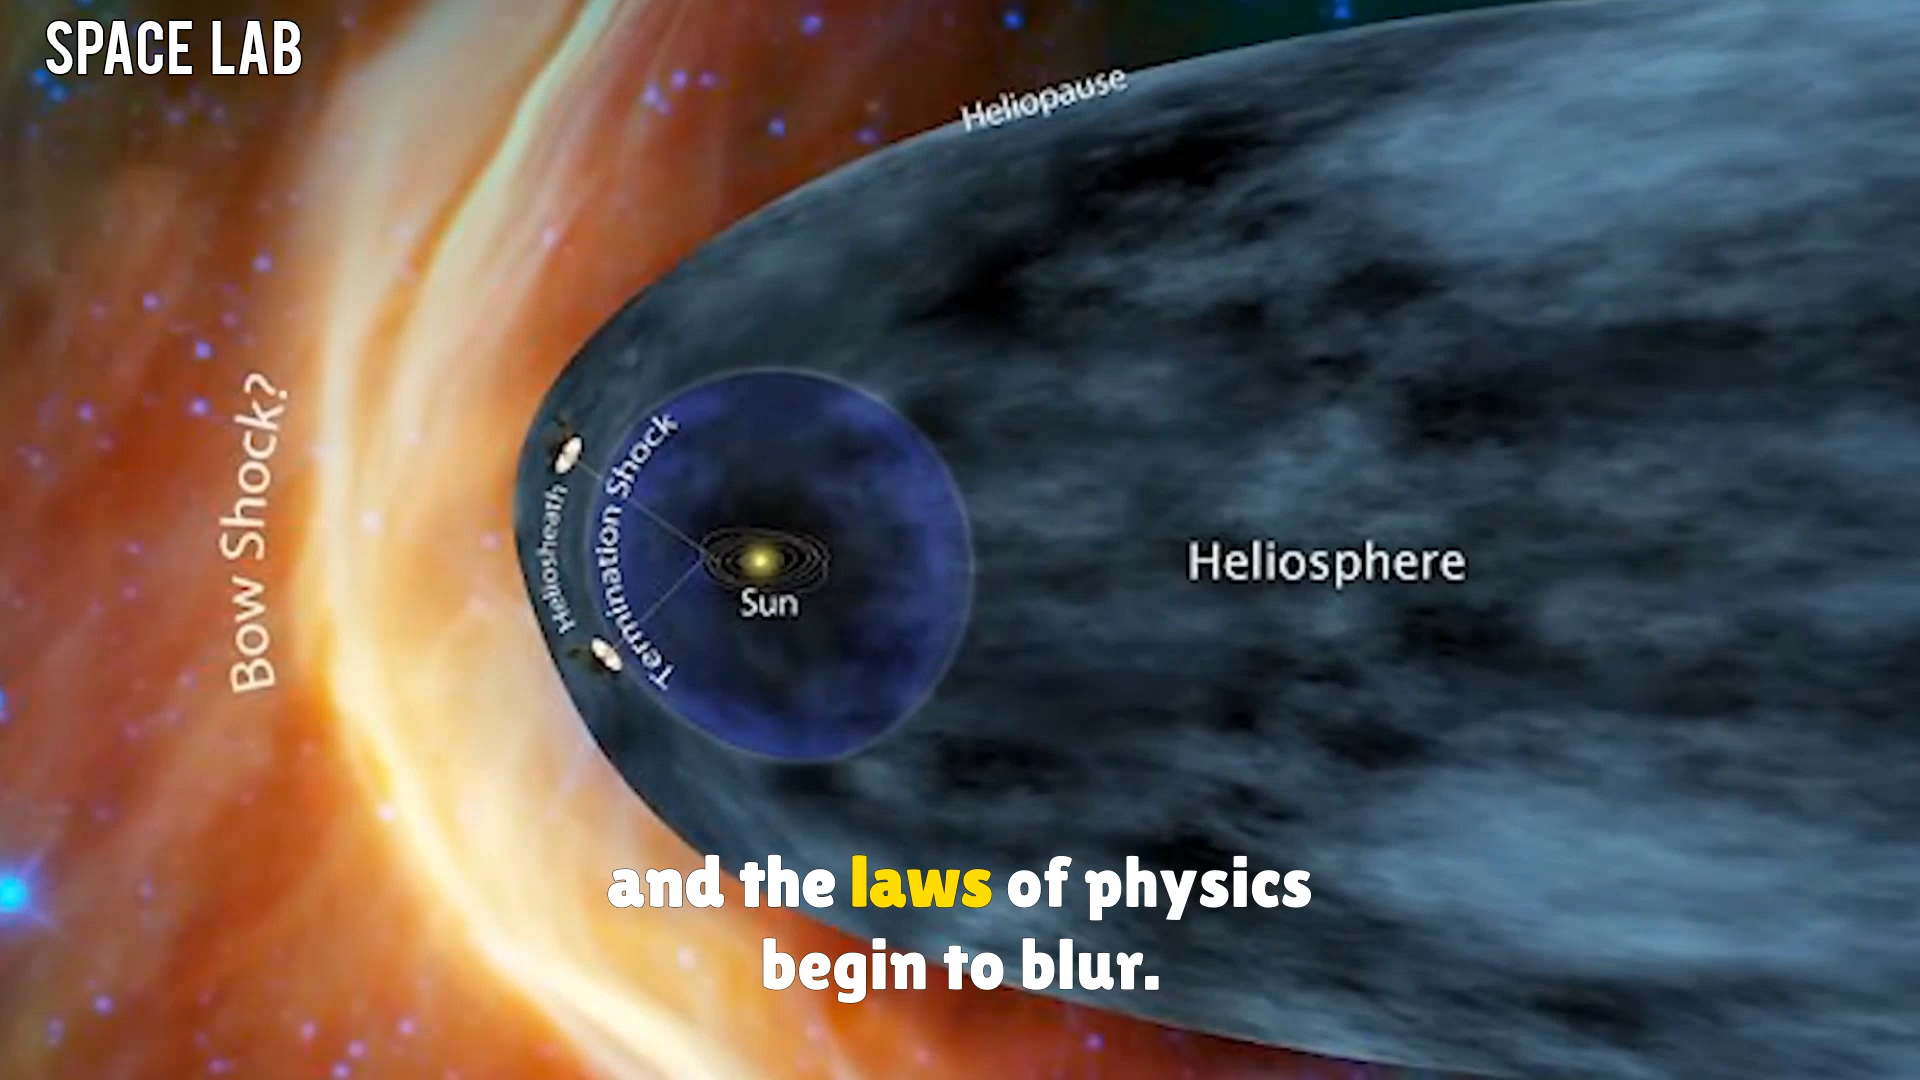 SPACE LAB
Heliopause
Bow Shock?
Heliosheath
Termination Shock
Sun
Heliosphere
and the laws of physics
begin to blur.